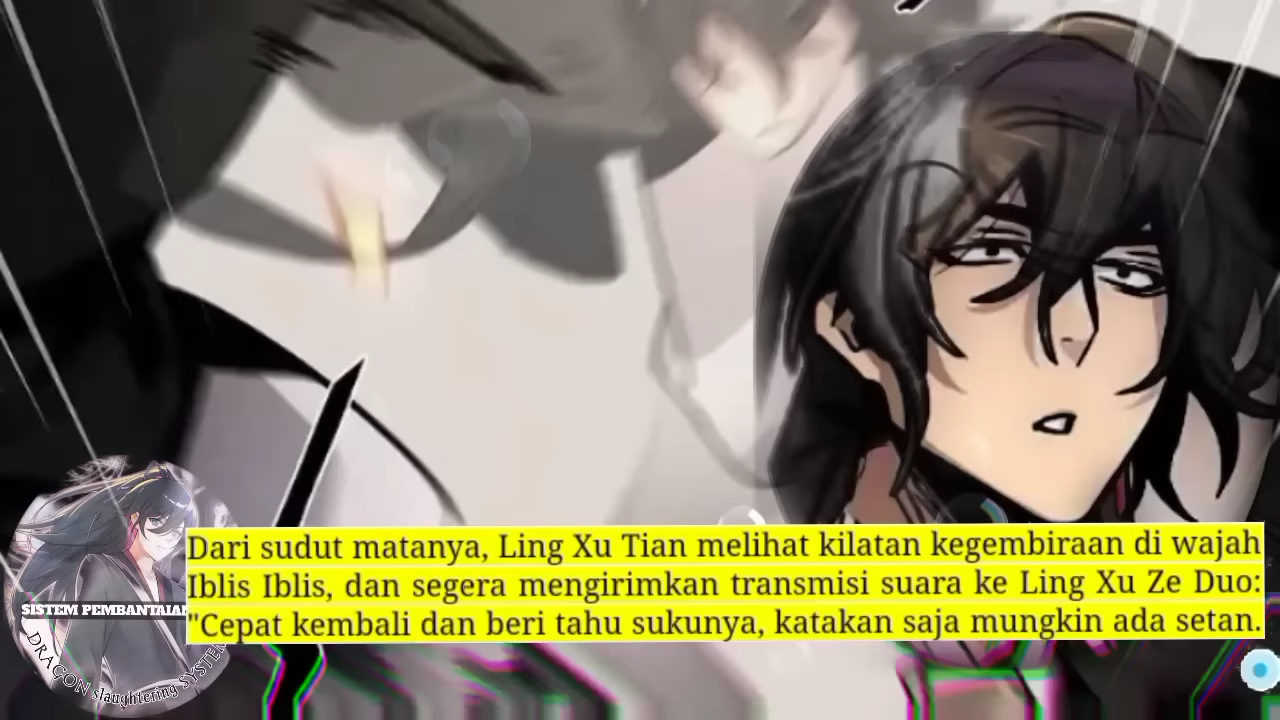 Dari sudut matanya, Ling Xu Tian melihat kilatan kegembiraan di wajah
Iblis Iblis, dan segera mengirimkan transmisi suara ke Ling Xu Ze Duo:
"Cepat kembali dan beri tahu sukunya, katakan saja mungkin ada setan.
SISTEM PEMBANTAIAN
DRAGON slaughtering SYSTEM